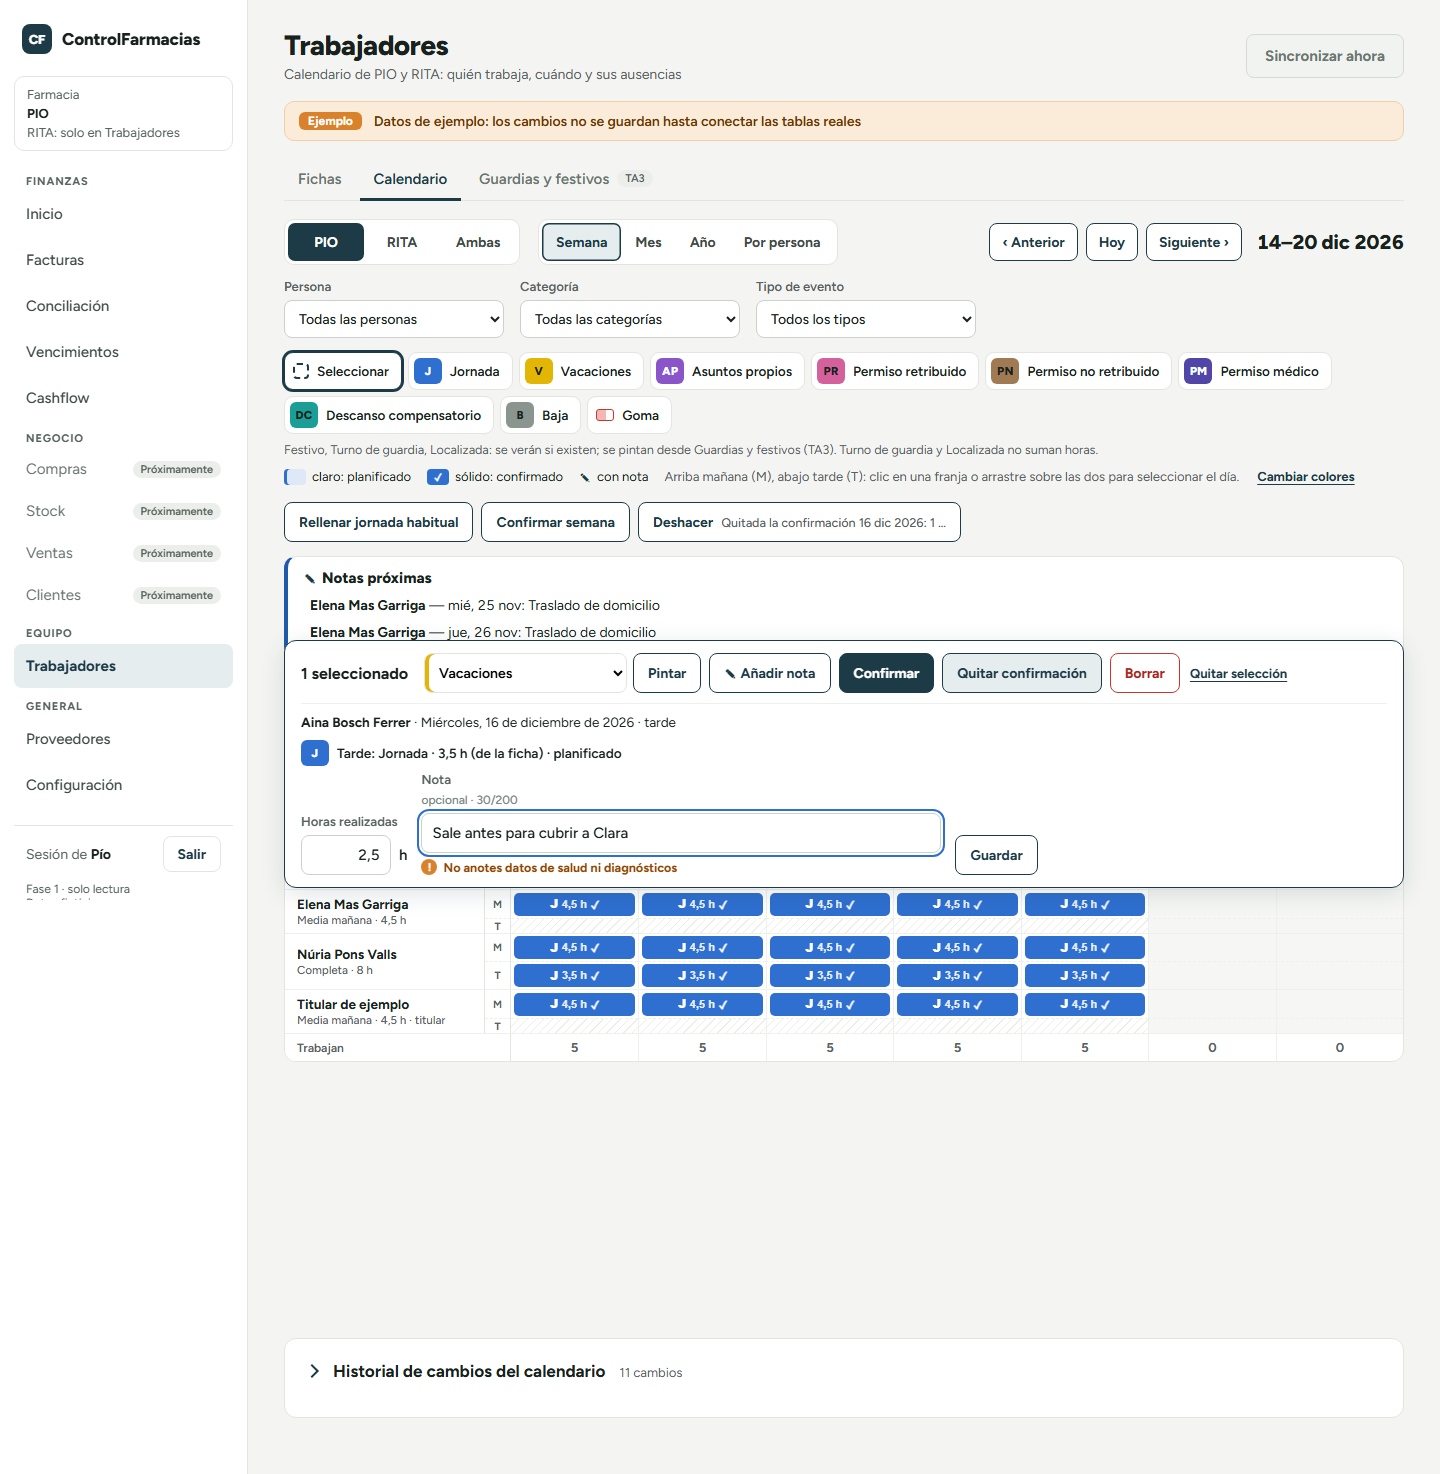 CF ControlFarmacias
Farmacia
PIO
RITA: solo en Trabajadores
FINANZAS
Inicio
Facturas
Conciliación
Vencimientos
Cashflow
NEGOCIO
Compras Próximamente
Stock Próximamente
Ventas Próximamente
Clientes Próximamente
EQUIPO
Trabajadores
GENERAL
Proveedores
Configuración
Sesión de Pío Salir
Fase 1 · solo lectura
Trabajadores
Calendario de PIO y RITA: quién trabaja, cuándo y sus ausencias
Sincronizar ahora
Ejemplo Datos de ejemplo: los cambios no se guardan hasta conectar las tablas reales
Fichas Calendario Guardias y festivos TA3
PIO RITA Ambas Semana Mes Año Por persona ‹ Anterior Hoy Siguiente › 14–20 dic 2026
Persona Categoría Tipo de evento
Todas las personas Todas las categorías Todos los tipos
Seleccionar J Jornada V Vacaciones AP Asuntos propios PR Permiso retribuido PN Permiso no retribuido PM Permiso médico
DC Descanso compensatorio B Baja Goma
Festivo, Turno de guardia, Localizada: se verán si existen; se pintan desde Guardias y festivos (TA3). Turno de guardia y Localizada no suman horas.
claro: planificado ✓ sólido: confirmado con nota Arriba mañana (M), abajo tarde (T): clic en una franja o arrastre sobre las dos para seleccionar el día. Cambiar colores
Rellenar jornada habitual Confirmar semana Deshacer Quitada la confirmación 16 dic 2026: 1 ...
Notas próximas
Elena Mas Garriga — mié, 25 nov: Traslado de domicilio
Elena Mas Garriga — jue, 26 nov: Traslado de domicilio
1 seleccionado Vacaciones Pintar Añadir nota Confirmar Quitar confirmación Borrar Quitar selección
Aina Bosch Ferrer · Miércoles, 16 de diciembre de 2026 · tarde
J Tarde: Jornada · 3,5 h (de la ficha) · planificado
Nota
opcional · 30/200
Horas realizadas
2,5 h Sale antes para cubrir a Clara Guardar
! No anotes datos de salud ni diagnósticos
Elena Mas Garriga M J 4,5 h ✓ J 4,5 h ✓ J 4,5 h ✓ J 4,5 h ✓ J 4,5 h ✓
Media mañana · 4,5 h T
Núria Pons Valls M J 4,5 h ✓ J 4,5 h ✓ J 4,5 h ✓ J 4,5 h ✓ J 4,5 h ✓
Completa · 8 h T J 3,5 h ✓ J 3,5 h ✓ J 3,5 h ✓ J 3,5 h ✓ J 3,5 h ✓
Titular de ejemplo M J 4,5 h ✓ J 4,5 h ✓ J 4,5 h ✓ J 4,5 h ✓ J 4,5 h ✓
Media mañana · 4,5 h · titular T
Trabajan 5 5 5 5 5 0 0
Historial de cambios del calendario 11 cambios